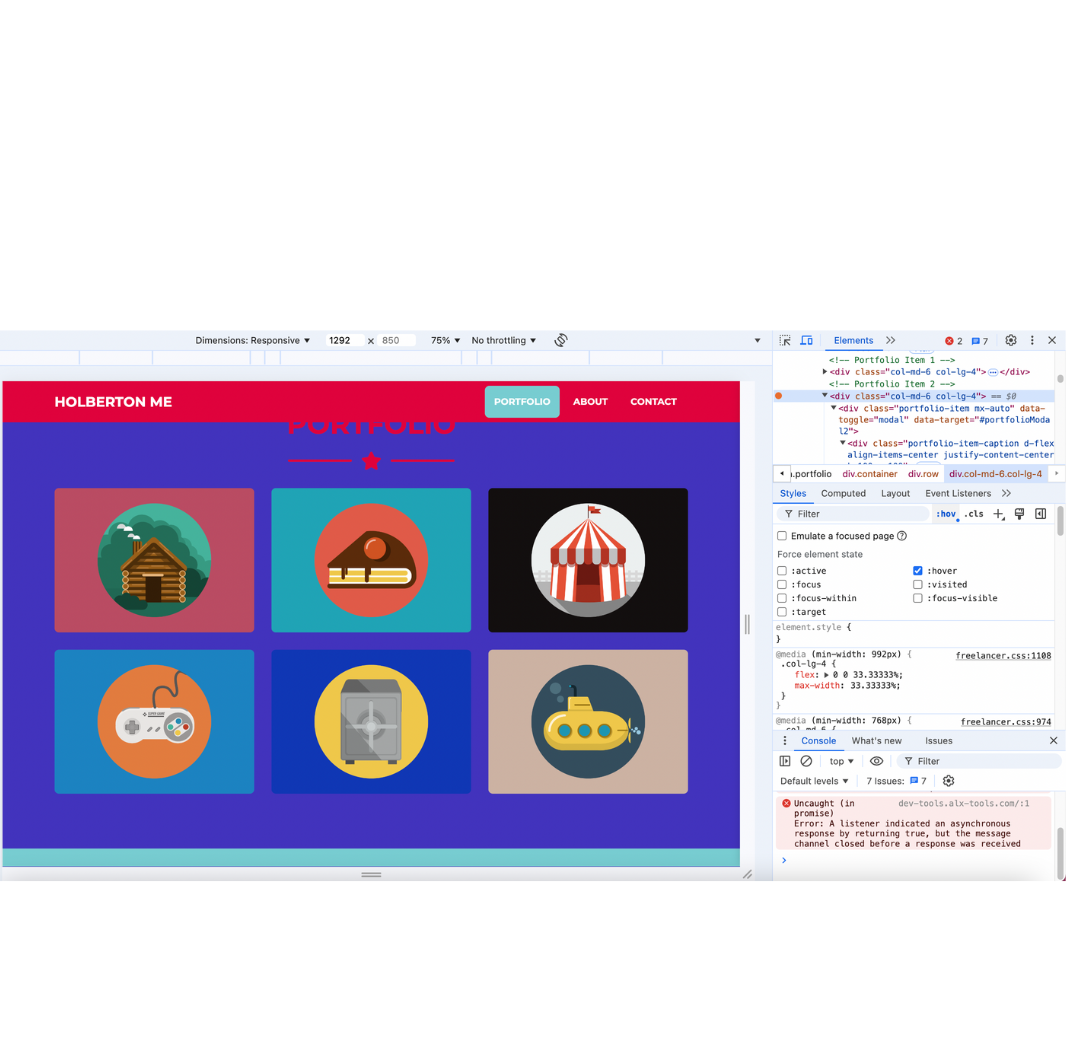 Dimensions: Responsive ▼ 1292 × 850 75% ▼ No throttling ▼
HOLBERTON ME PORTFOLIO ABOUT CONTACT
PORTFOLIO
Elements >> 2 7
<!-- Portfolio Item 1 -->
▶<div class="col-md-6 col-lg-4">…</div>
<!-- Portfolio Item 2 -->
▼<div class="col-md-6 col-lg-4"> == $0
▼<div class="portfolio-item mx-auto" data-
toggle="modal" data-target="#portfolioModa
l2">
▼<div class="portfolio-item-caption d-flex
align-items-center justify-content-center
.portfolio div.container div.row div.col-md-6.col-lg-4
Styles Computed Layout Event Listeners >>
Filter :hov .cls
Emulate a focused page ?
Force element state
:active :hover
:focus :visited
:focus-within :focus-visible
:target
element.style {
}
@media (min-width: 992px) { freelancer.css:1108
.col-lg-4 {
flex: ▶ 0 0 33.33333%;
max-width: 33.33333%;
}
}
@media (min-width: 768px) { freelancer.css:974
Console What's new Issues
top ▼ Filter
Default levels ▼ 7 Issues: 7
Uncaught (in dev-tools.alx-tools.com/:1
promise)
Error: A listener indicated an asynchronous
response by returning true, but the message
channel closed before a response was received